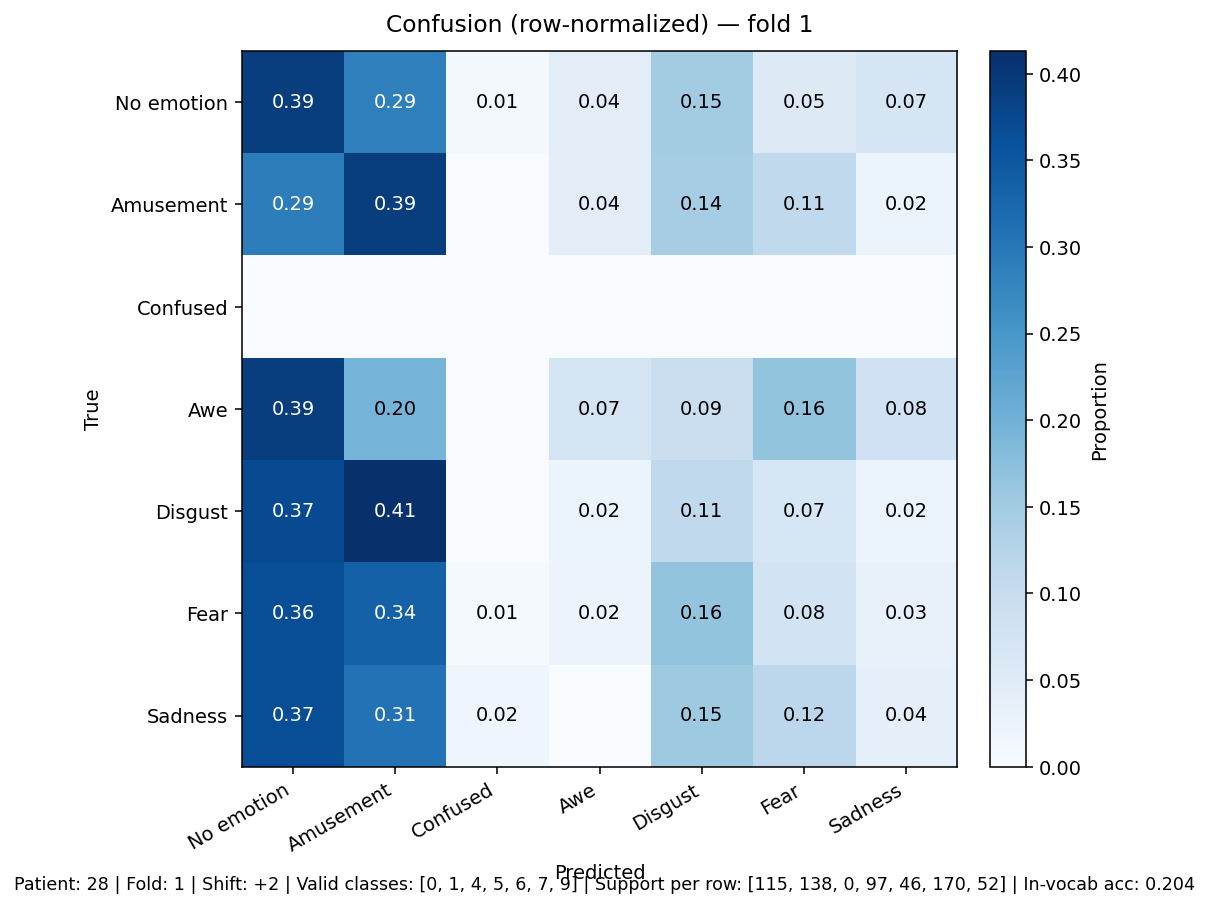 Confusion (row-normalized) — fold 1
No emotion 0.39 0.29 0.01 0.04 0.15 0.05 0.07
Amusement 0.29 0.39 0.04 0.14 0.11 0.02
Confused
Awe 0.39 0.20 0.07 0.09 0.16 0.08
Disgust 0.37 0.41 0.02 0.11 0.07 0.02
Fear 0.36 0.34 0.01 0.02 0.16 0.08 0.03
Sadness 0.37 0.31 0.02 0.15 0.12 0.04
True
No emotion Amusement Confused Awe Disgust Fear Sadness
Predicted
0.40
0.35
0.30
0.25
0.20
0.15
0.10
0.05
0.00
Proportion
Patient: 28 | Fold: 1 | Shift: +2 | Valid classes: [0, 1, 4, 5, 6, 7, 9] | Support per row: [115, 138, 0, 97, 46, 170, 52] | In-vocab acc: 0.204